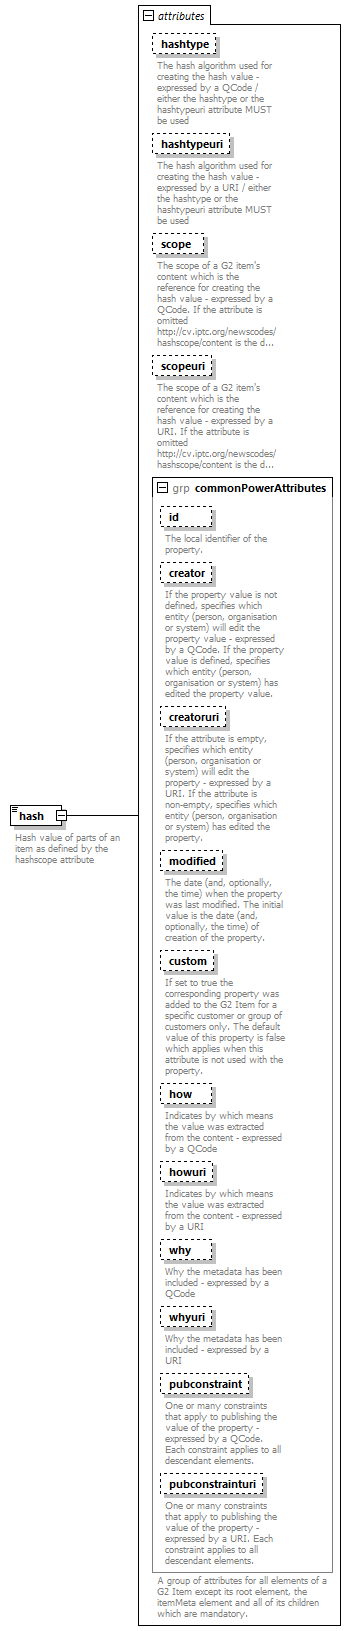 attributes
hashtype
The hash algorithm used for
creating the hash value -
expressed by a QCode /
either the hashtype or the
hashtypeuri attribute MUST
be used
hashtypeuri
The hash algorithm used for
creating the hash value -
expressed by a URI / either
the hashtype or the
hashtypeuri attribute MUST
be used
scope
The scope of a G2 item's
content which is the
reference for creating the
hash value - expressed by a
QCode. If the attribute is
omitted
http://cv.iptc.org/newscodes/
hashscope/content is the d...
scopeuri
The scope of a G2 item's
content which is the
reference for creating the
hash value - expressed by a
URI. If the attribute is
omitted
http://cv.iptc.org/newscodes/
hashscope/content is the d...
grp commonPowerAttributes
id
The local identifier of the
property.
creator
If the property value is not
defined, specifies which
entity (person, organisation
or system) will edit the
property value - expressed
by a QCode. If the property
value is defined, specifies
which entity (person,
organisation or system) has
edited the property value.
creatoruri
If the attribute is empty,
specifies which entity
(person, organisation or
system) will edit the
property - expressed by a
URI. If the attribute is
non-empty, specifies which
entity (person, organisation
or system) has edited the
property.
modified
The date (and, optionally,
the time) when the property
was last modified. The initial
value is the date (and,
optionally, the time) of
creation of the property.
custom
If set to true the
corresponding property was
added to the G2 Item for a
specific customer or group of
customers only. The default
value of this property is false
which applies when this
attribute is not used with the
property.
how
Indicates by which means
the value was extracted
from the content - expressed
by a QCode
howuri
Indicates by which means
the value was extracted
from the content - expressed
by a URI
why
Why the metadata has been
included - expressed by a
QCode
whyuri
Why the metadata has been
included - expressed by a
URI
pubconstraint
One or many constraints
that apply to publishing the
value of the property -
expressed by a QCode.
Each constraint applies to all
descendant elements.
pubconstrainturi
One or many constraints
that apply to publishing the
value of the property -
expressed by a URI. Each
constraint applies to all
descendant elements.
A group of attributes for all elements of a
G2 Item except its root element, the
itemMeta element and all of its children
which are mandatory.
hash
Hash value of parts of an
item as defined by the
hashscope attribute